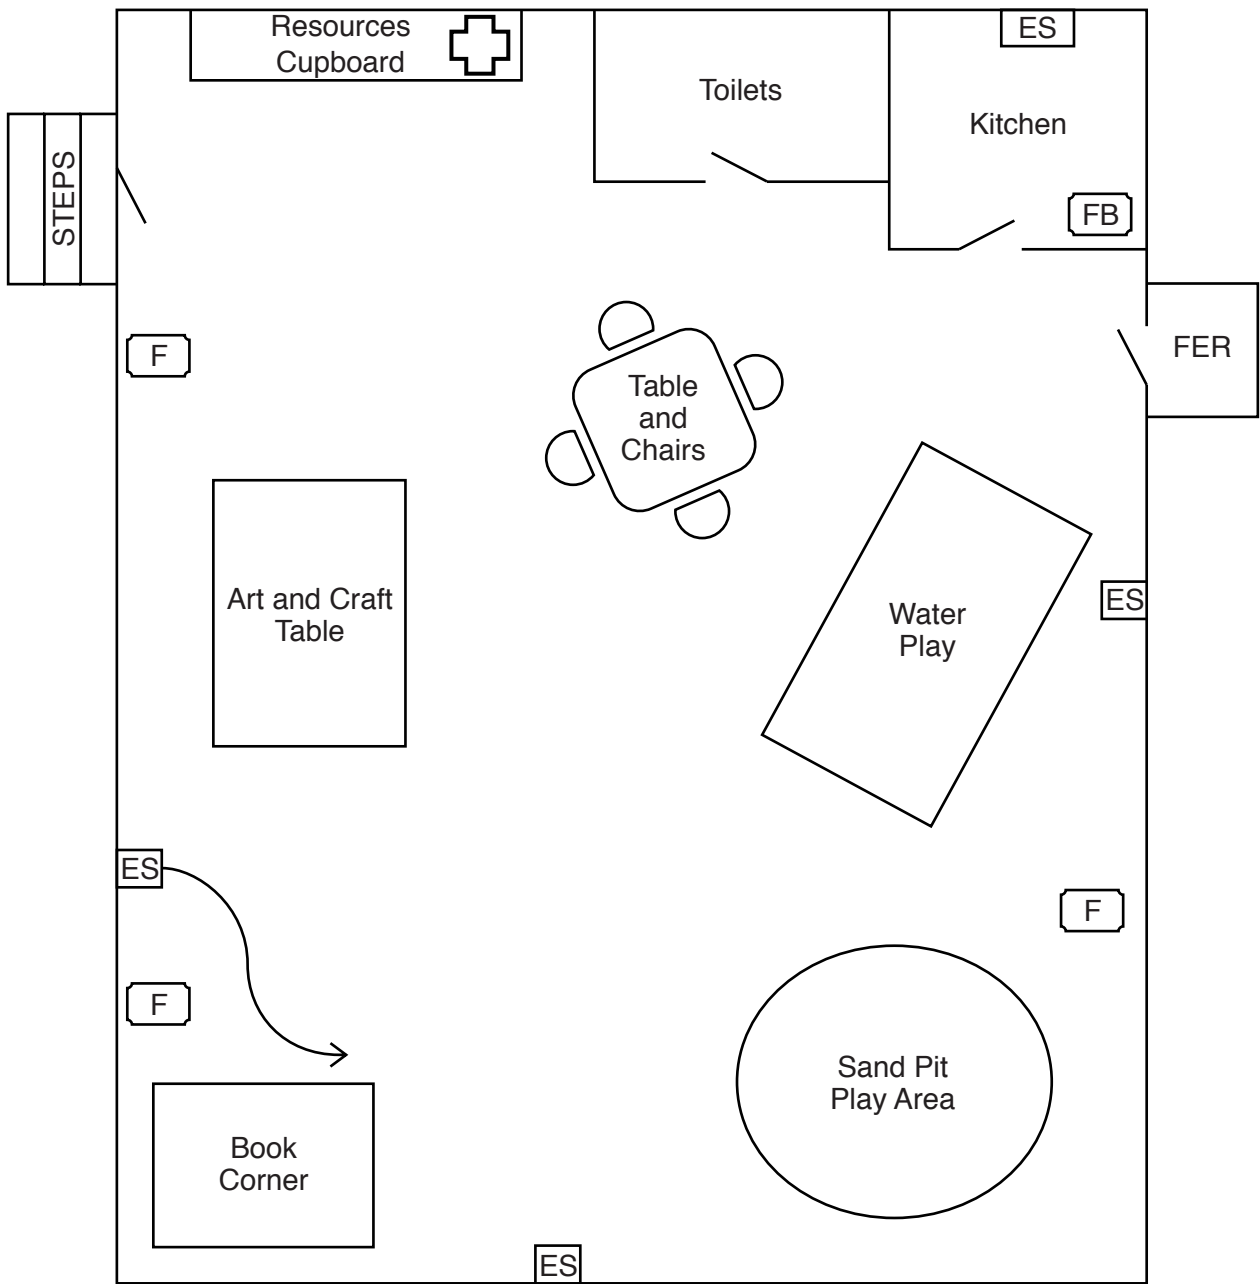 Resources
Cupboard
ES
Toilets
Kitchen
STEPS
FB
F
FER
Table
and
Chairs
Art and Craft
Table
Water
Play
ES
ES
F
F
Sand Pit
Play Area
Book
Corner
ES